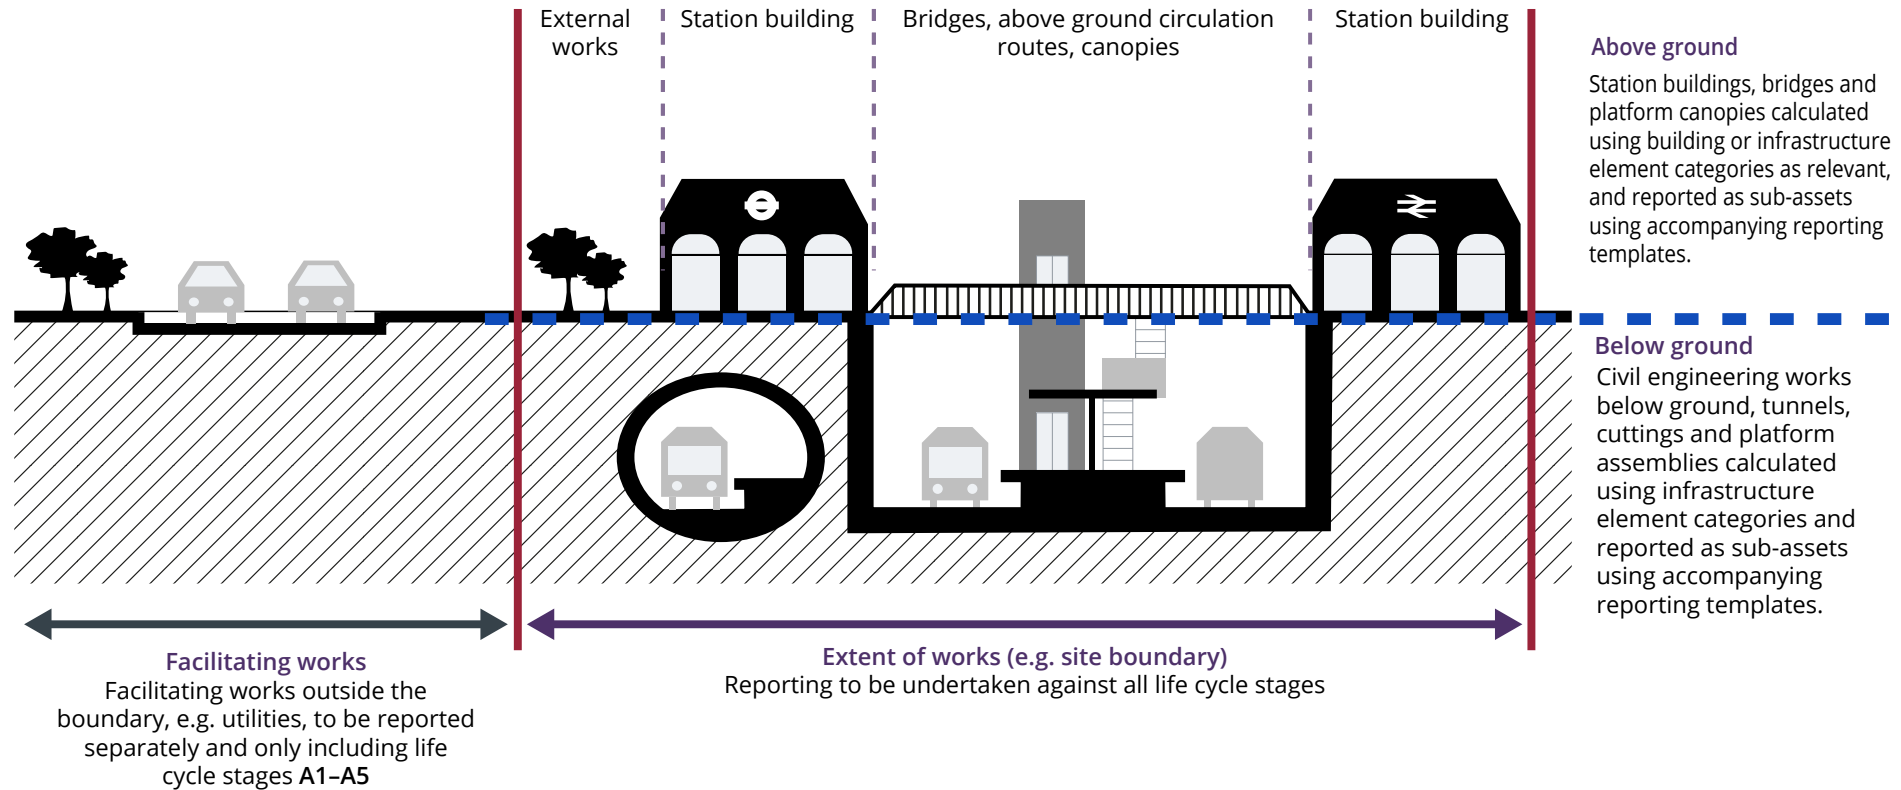 External
works
Station building
Bridges, above ground circulation
routes, canopies
Station building
Above ground
Station buildings, bridges and
platform canopies calculated
using building or infrastructure
element categories as relevant,
and reported as sub-assets
using accompanying reporting
templates.
Below ground
Civil engineering works
below ground, tunnels,
cuttings and platform
assemblies calculated
using infrastructure
element categories and
reported as sub-assets
using accompanying
reporting templates.
Facilitating works
Facilitating works outside the
boundary, e.g. utilities, to be reported
separately and only including life
cycle stages A1–A5
Extent of works (e.g. site boundary)
Reporting to be undertaken against all life cycle stages